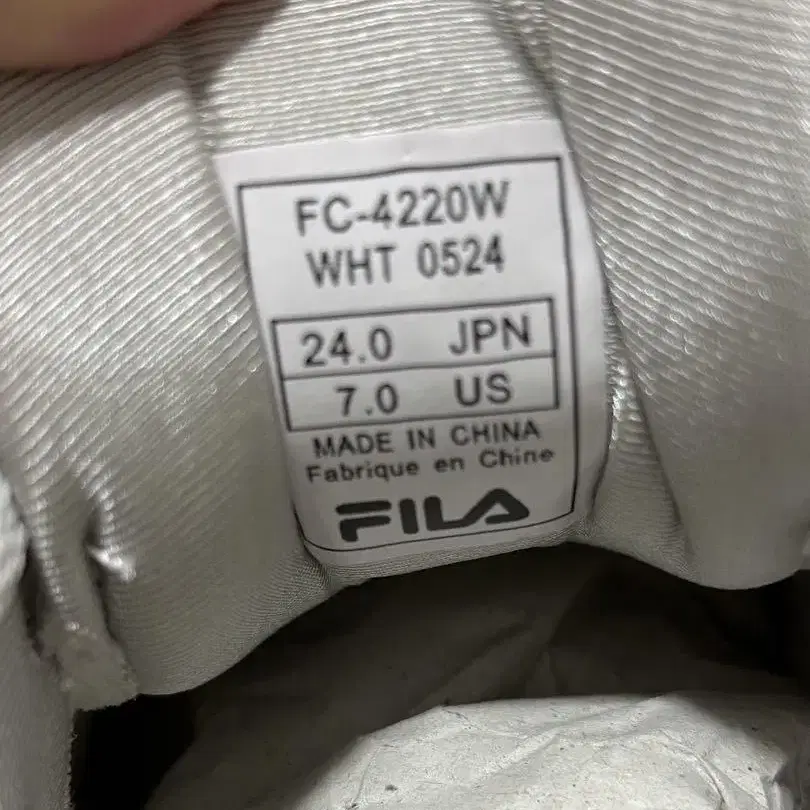 FC-4220W
WHT 0524
24.0 JPN
7.0 US
MADE IN CHINA
Fabrique en Chine
FILA